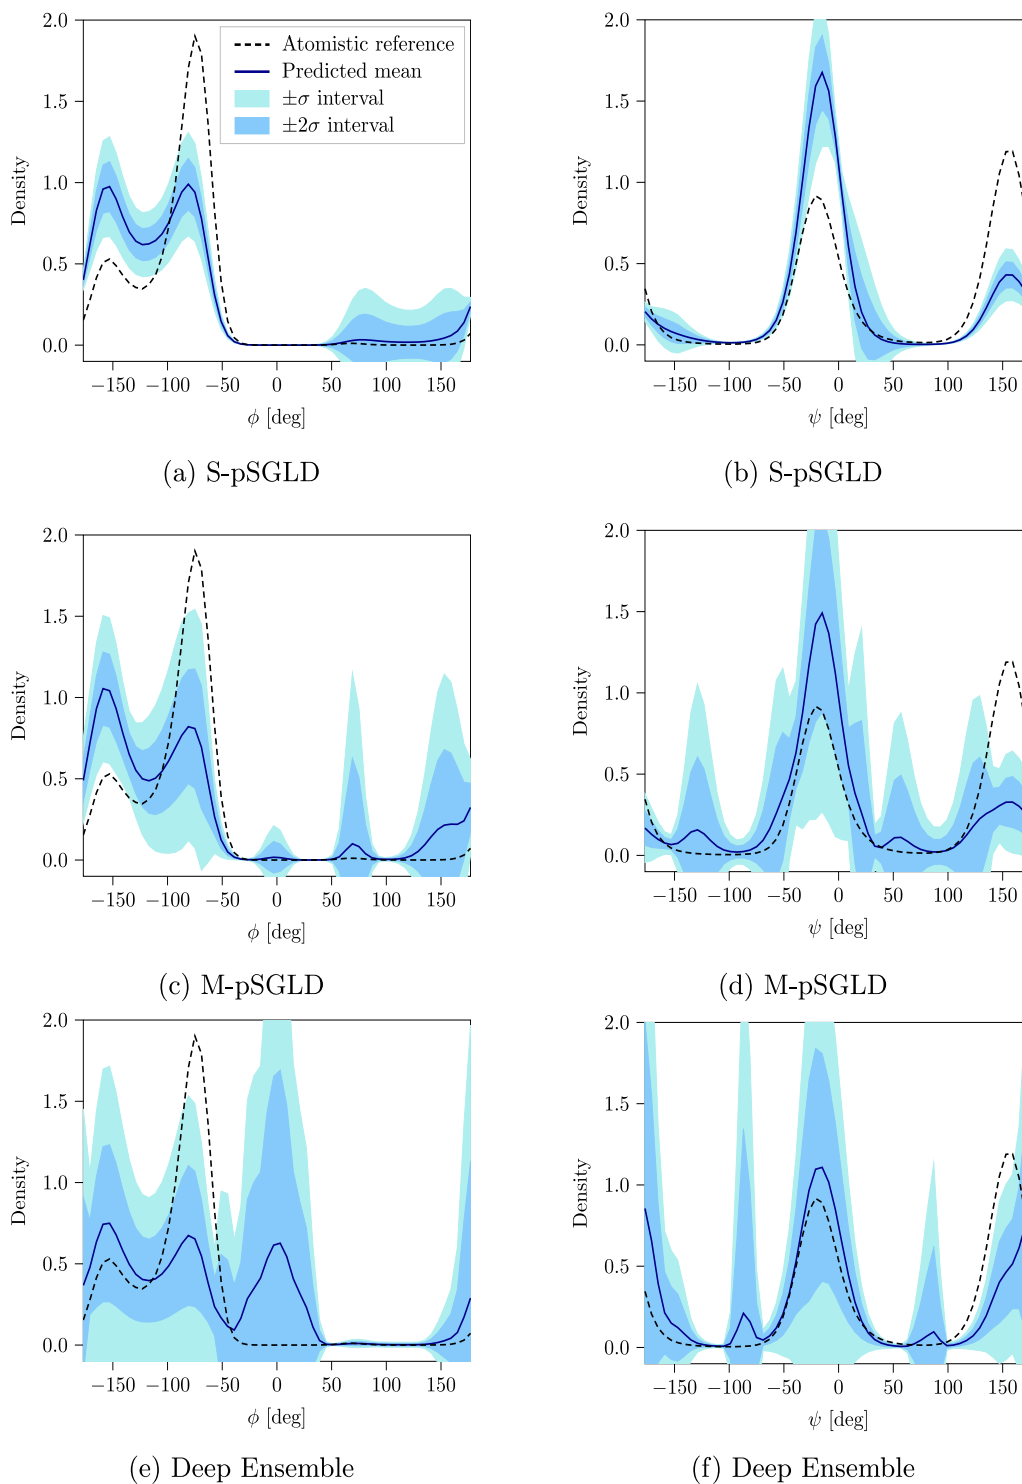 2.0
1.5
1.0
0.5
0.0
Density
Atomistic reference
Predicted mean
±σ interval
±2σ interval
−150 −100 −50 0 50 100 150
ϕ [deg]
(a) S-pSGLD
2.0
1.5
1.0
0.5
0.0
Density
−150 −100 −50 0 50 100 150
ψ [deg]
(b) S-pSGLD
2.0
1.5
1.0
0.5
0.0
Density
−150 −100 −50 0 50 100 150
ϕ [deg]
(c) M-pSGLD
2.0
1.5
1.0
0.5
0.0
Density
−150 −100 −50 0 50 100 150
ψ [deg]
(d) M-pSGLD
2.0
1.5
1.0
0.5
0.0
Density
−150 −100 −50 0 50 100 150
ϕ [deg]
(e) Deep Ensemble
2.0
1.5
1.0
0.5
0.0
Density
−150 −100 −50 0 50 100 150
ψ [deg]
(f) Deep Ensemble